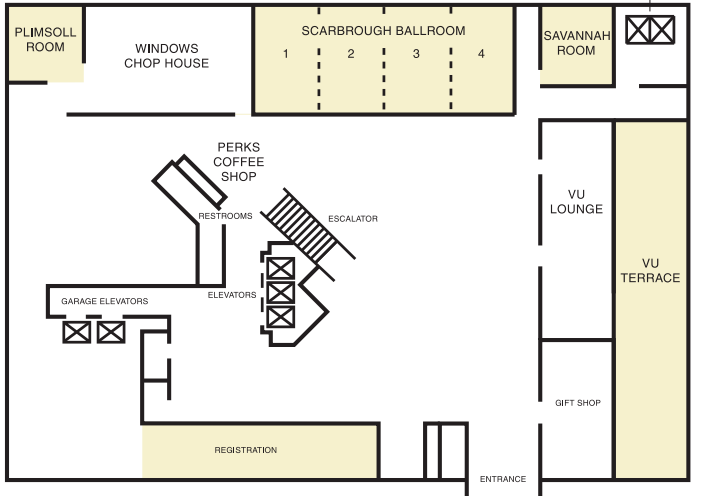 PLIMSOLL
ROOM
WINDOWS
CHOP HOUSE
SCARBROUGH BALLROOM
1 2 3 4
SAVANNAH
ROOM
PERKS
COFFEE
SHOP
RESTROOMS
ESCALATOR
VU
LOUNGE
VU
TERRACE
GARAGE ELEVATORS
ELEVATORS
GIFT SHOP
REGISTRATION
ENTRANCE